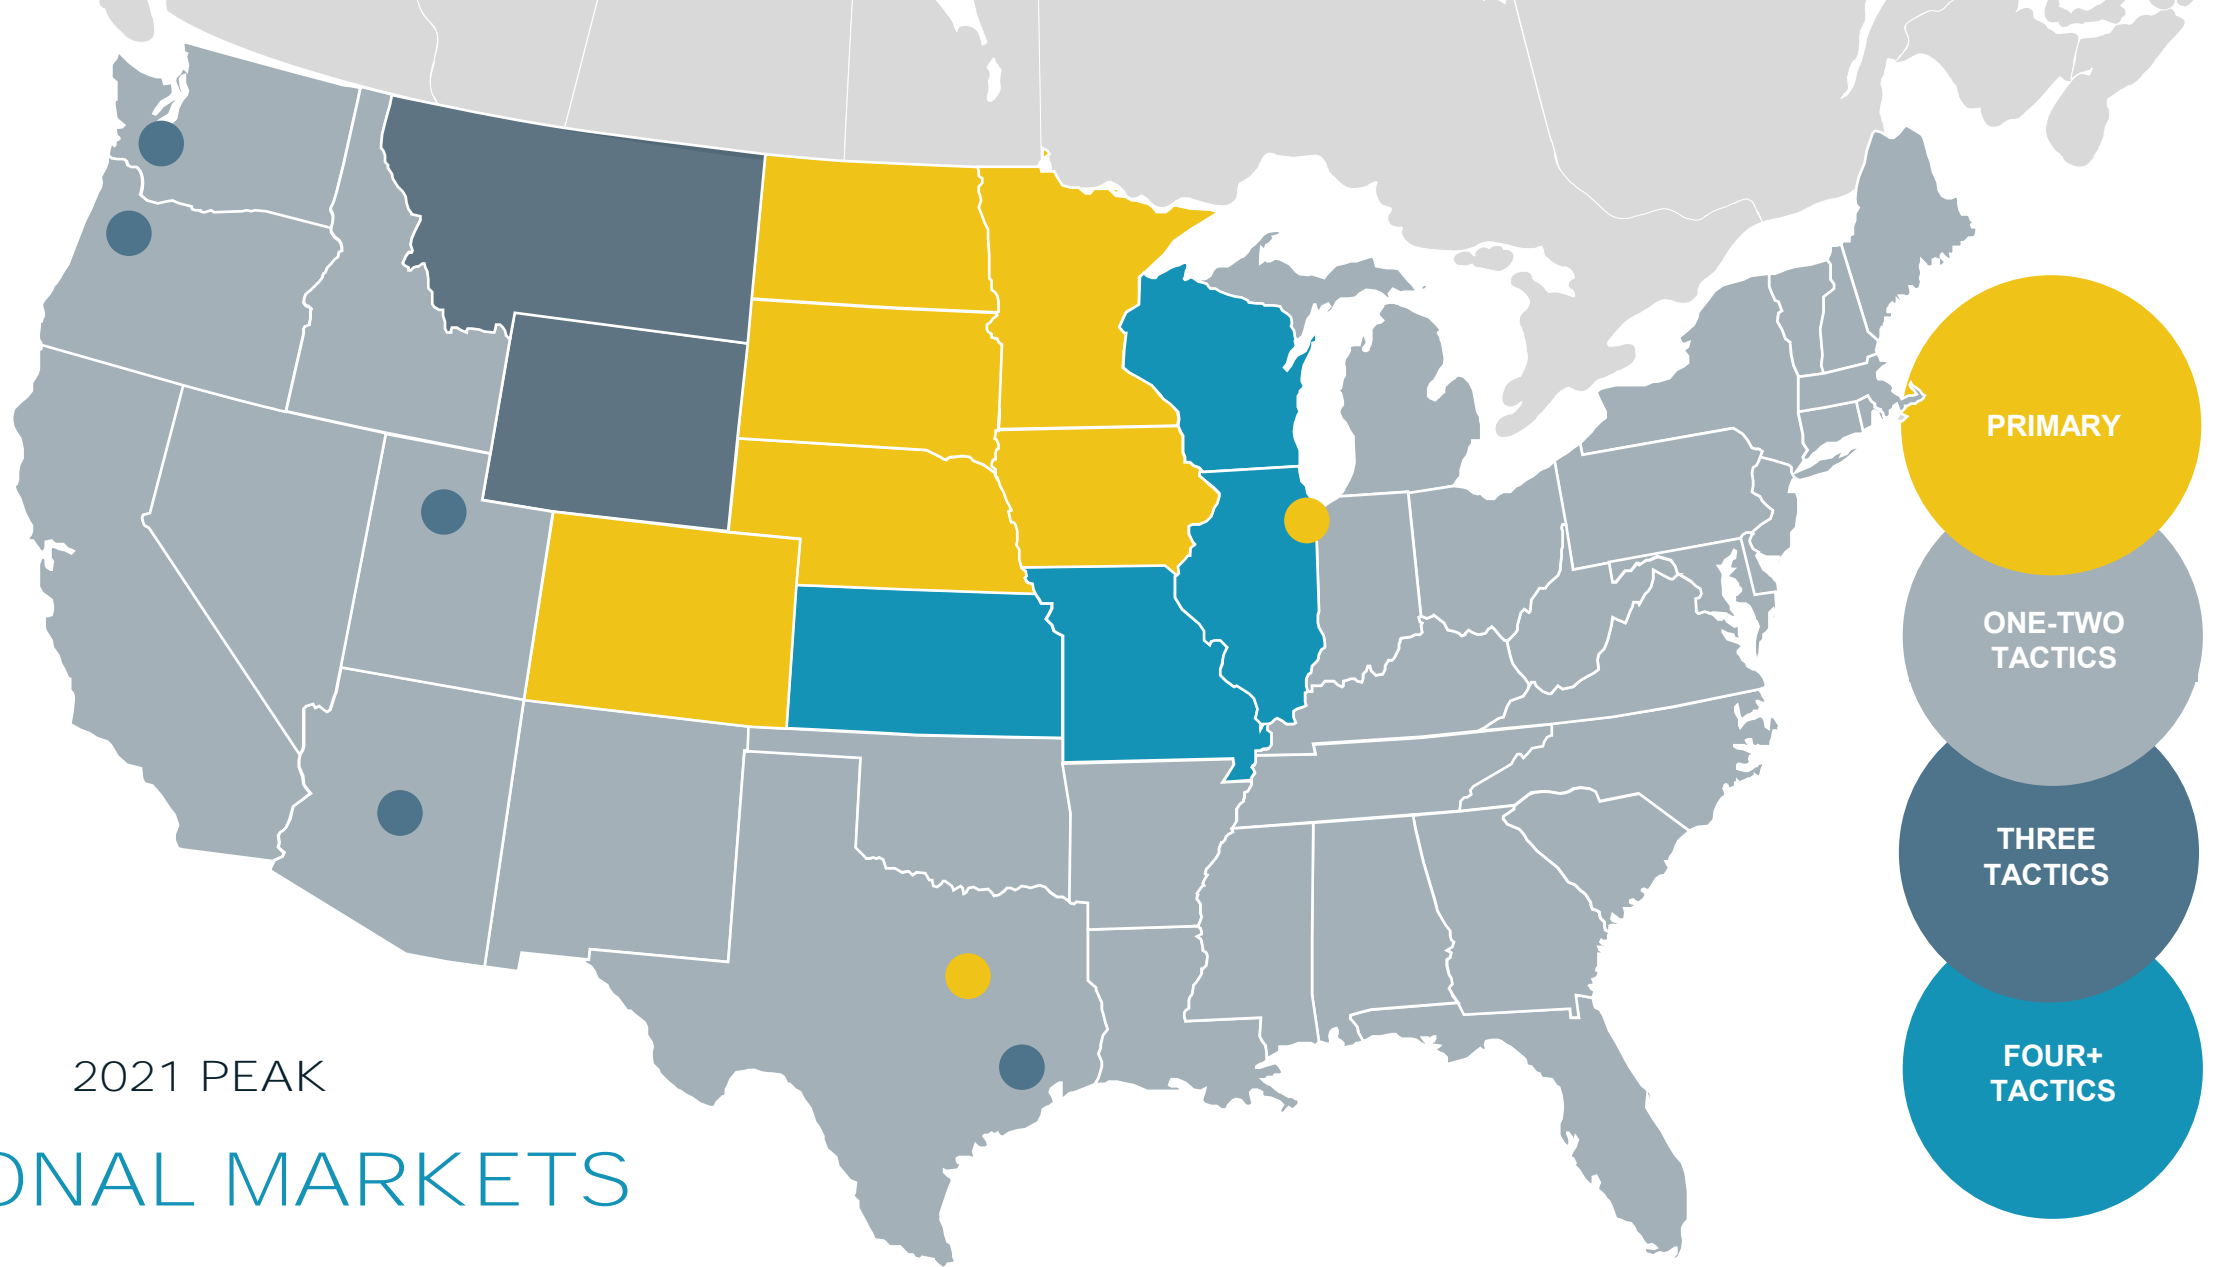 PRIMARY
ONE-TWO
TACTICS
THREE
TACTICS
FOUR+
TACTICS
2021 PEAK
ONAL MARKETS